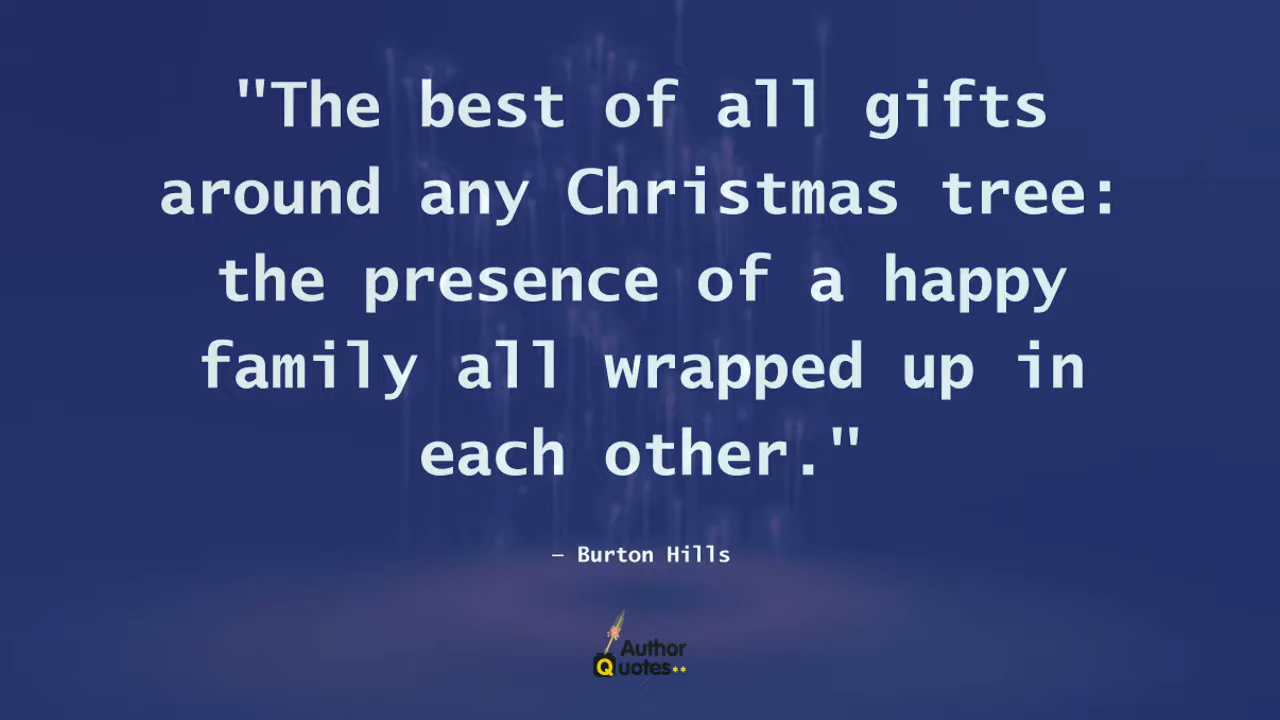 "The best of all gifts
around any Christmas tree:
the presence of a happy
family all wrapped up in
each other."
– Burton Hills
Author
Quotes